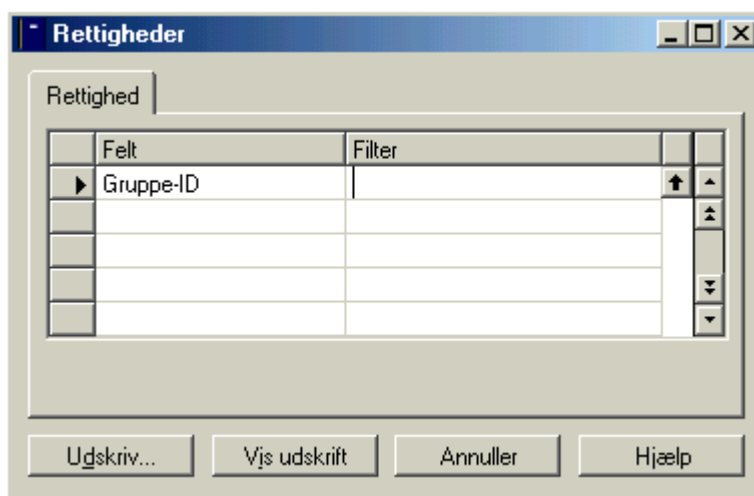 Rettigheder
Rettighed
Felt Filter
Gruppe-ID
Udskriv... Vis udskrift Annuller Hjælp